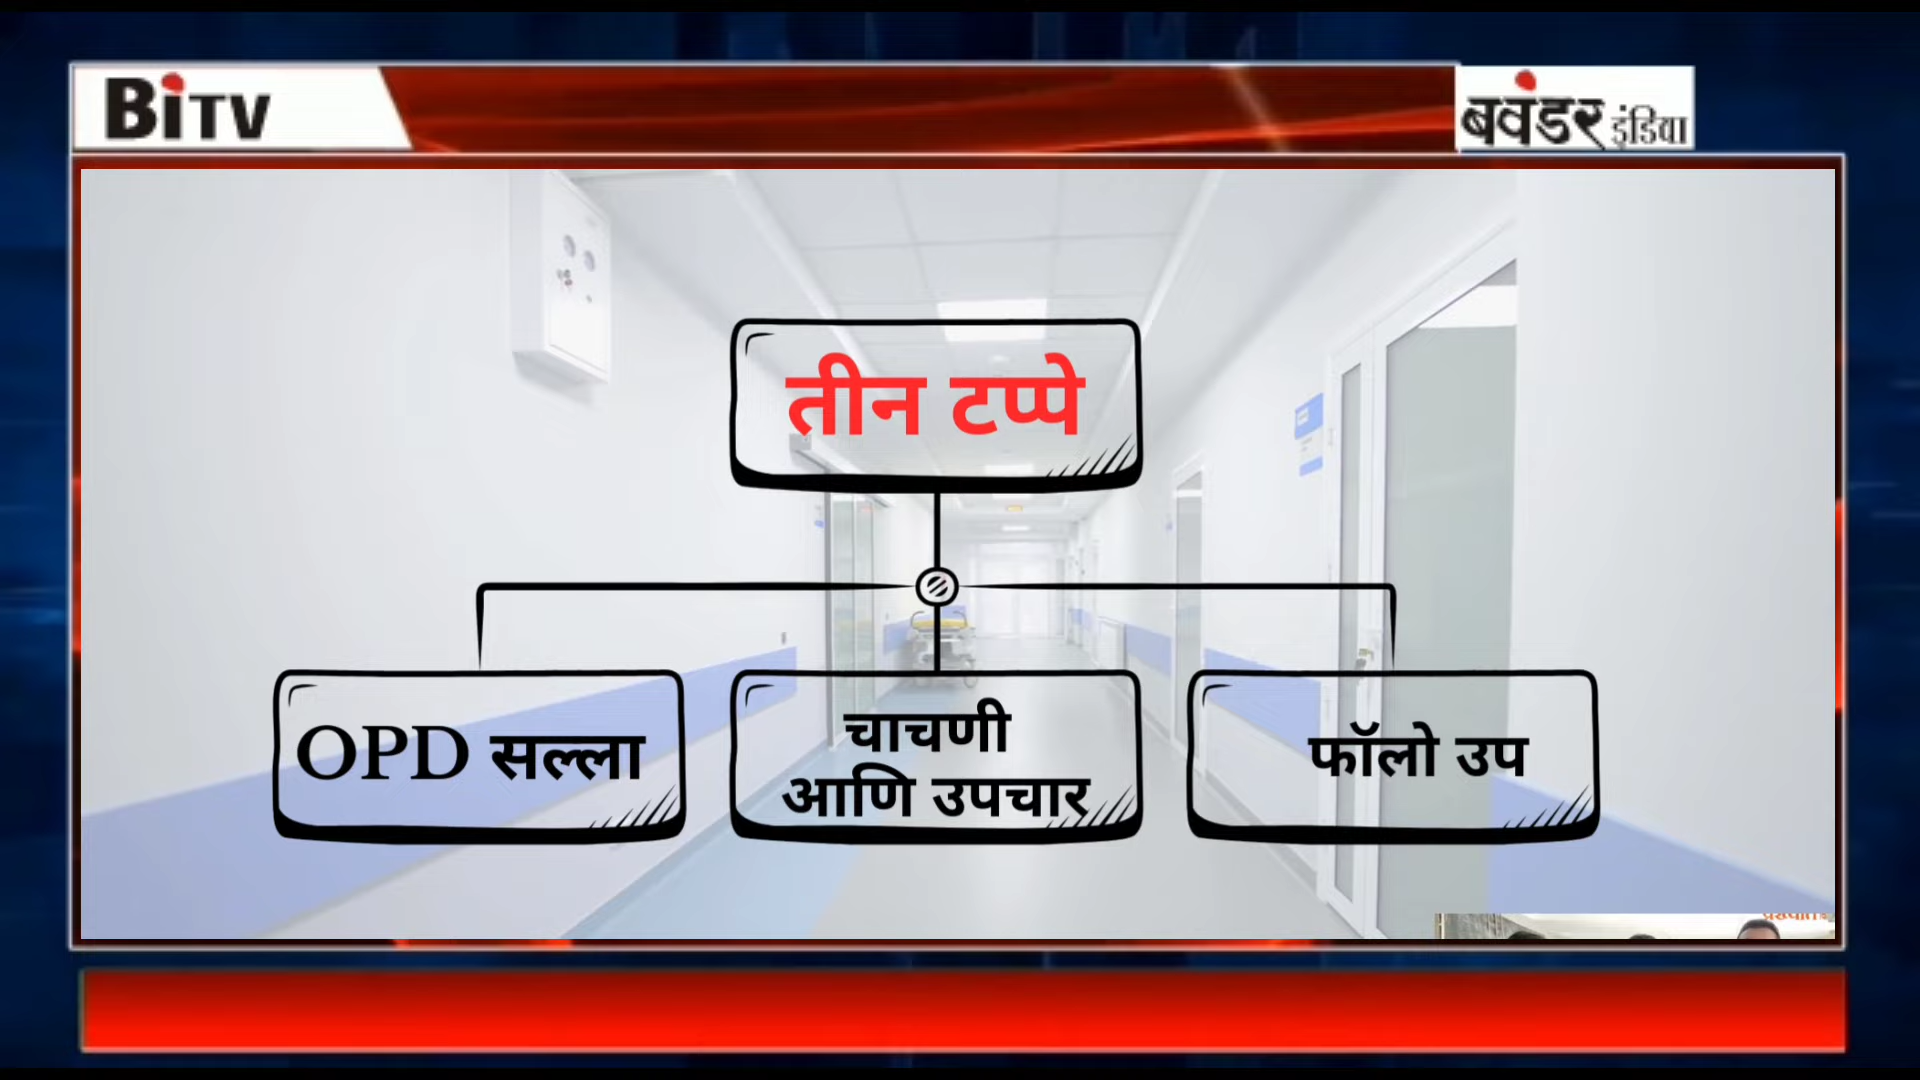 BiTV
बवंडर इंडिया
तीन टप्पे
OPD सल्ला
चाचणी
आणि उपचार
फॉलो उप